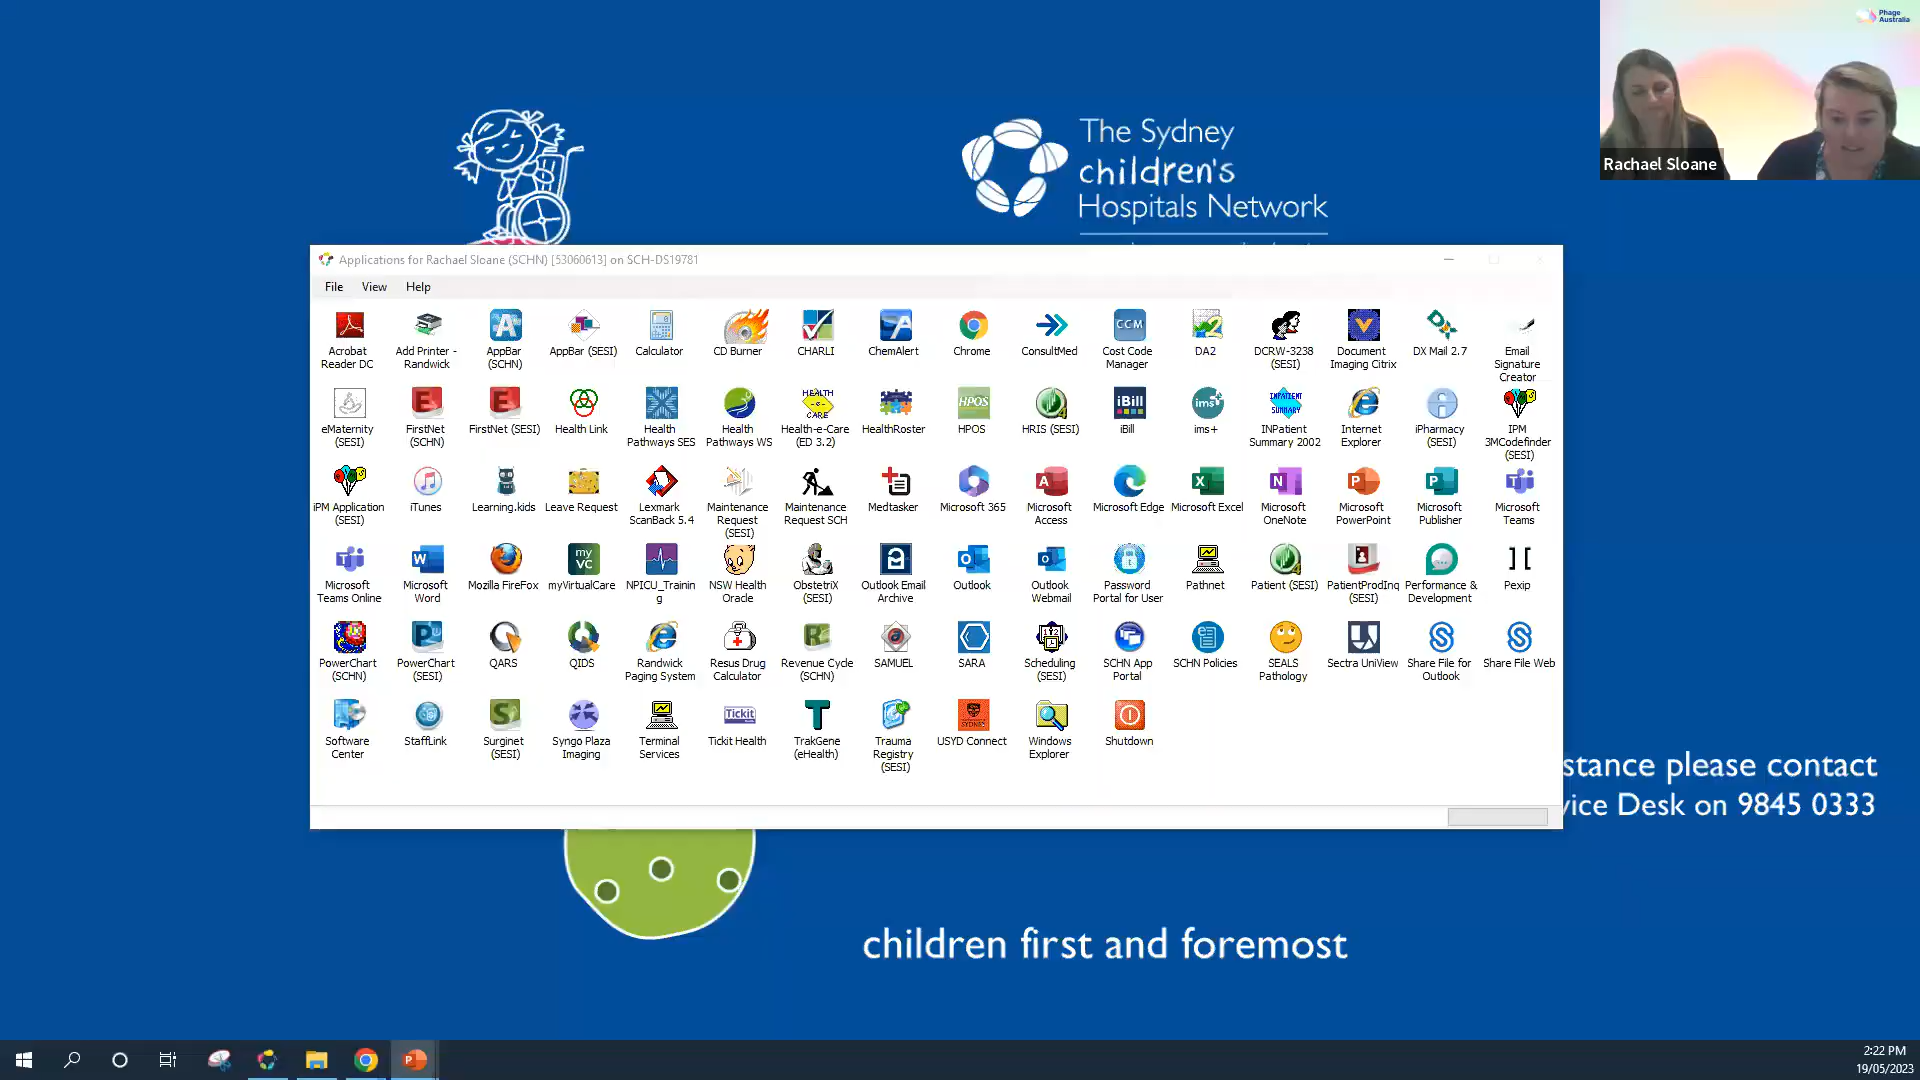 Phage
Australia
The Sydney
children's
Hospitals Network
Rachael Sloane
Applications for Rachael Sloane (SCHN) [53060613] on SCH-DS19781
File View Help
Acrobat Reader DC
Add Printer - Randwick
AppBar (SCHN)
AppBar (SESI)
Calculator
CD Burner
CHARLI
ChemAlert
Chrome
ConsultMed
CCM
Cost Code Manager
DA2
DCRW-3238 (SESI)
Document Imaging Citrix
DX Mail 2.7
Email Signature Creator
eMaternity (SESI)
FirstNet (SCHN)
FirstNet (SESI)
Health Link
Health Pathways SES
Health Pathways WS
HEALTH CARE
Health-e-Care (ED 3.2)
HealthRoster
HPOS
HPOS
HRIS (SESI)
iBill
iBill
ims+
ims+
INPATIENT SUMMARY
INPatient Summary 2002
Internet Explorer
iPharmacy (SESI)
IPM 3MCodefinder (SESI)
iPM Application (SESI)
iTunes
Learning.kids
Leave Request
Lexmark ScanBack 5.4
Maintenance Request (SESI)
Maintenance Request SCH
Medtasker
Microsoft 365
Microsoft Access
Microsoft Edge
Microsoft Excel
Microsoft OneNote
Microsoft PowerPoint
Microsoft Publisher
Microsoft Teams
Microsoft Teams Online
Microsoft Word
Mozilla FireFox
my VC
myVirtualCare
NPICU_Training
NSW Health Oracle
ObstetriX (SESI)
Outlook Email Archive
Outlook
Outlook Webmail
Password Portal for User
Pathnet
Patient (SESI)
PatientProdInq (SESI)
Performance & Development
Pexip
PowerChart (SCHN)
PowerChart (SESI)
QARS
QIDS
Randwick Paging System
Resus Drug Calculator
Revenue Cycle (SCHN)
SAMUEL
SARA
Scheduling (SESI)
SCHN App Portal
SCHN Policies
SEALS Pathology
Sectra UniView
Share File for Outlook
Share File Web
Software Center
StaffLink
Surginet (SESI)
Syngo Plaza Imaging
Terminal Services
Tickit
Tickit Health
TrakGene (eHealth)
Trauma Registry (SESI)
SYDNEY
USYD Connect
Windows Explorer
Shutdown
stance please contact
vice Desk on 9845 0333
children first and foremost
2:22 PM
19/05/2023